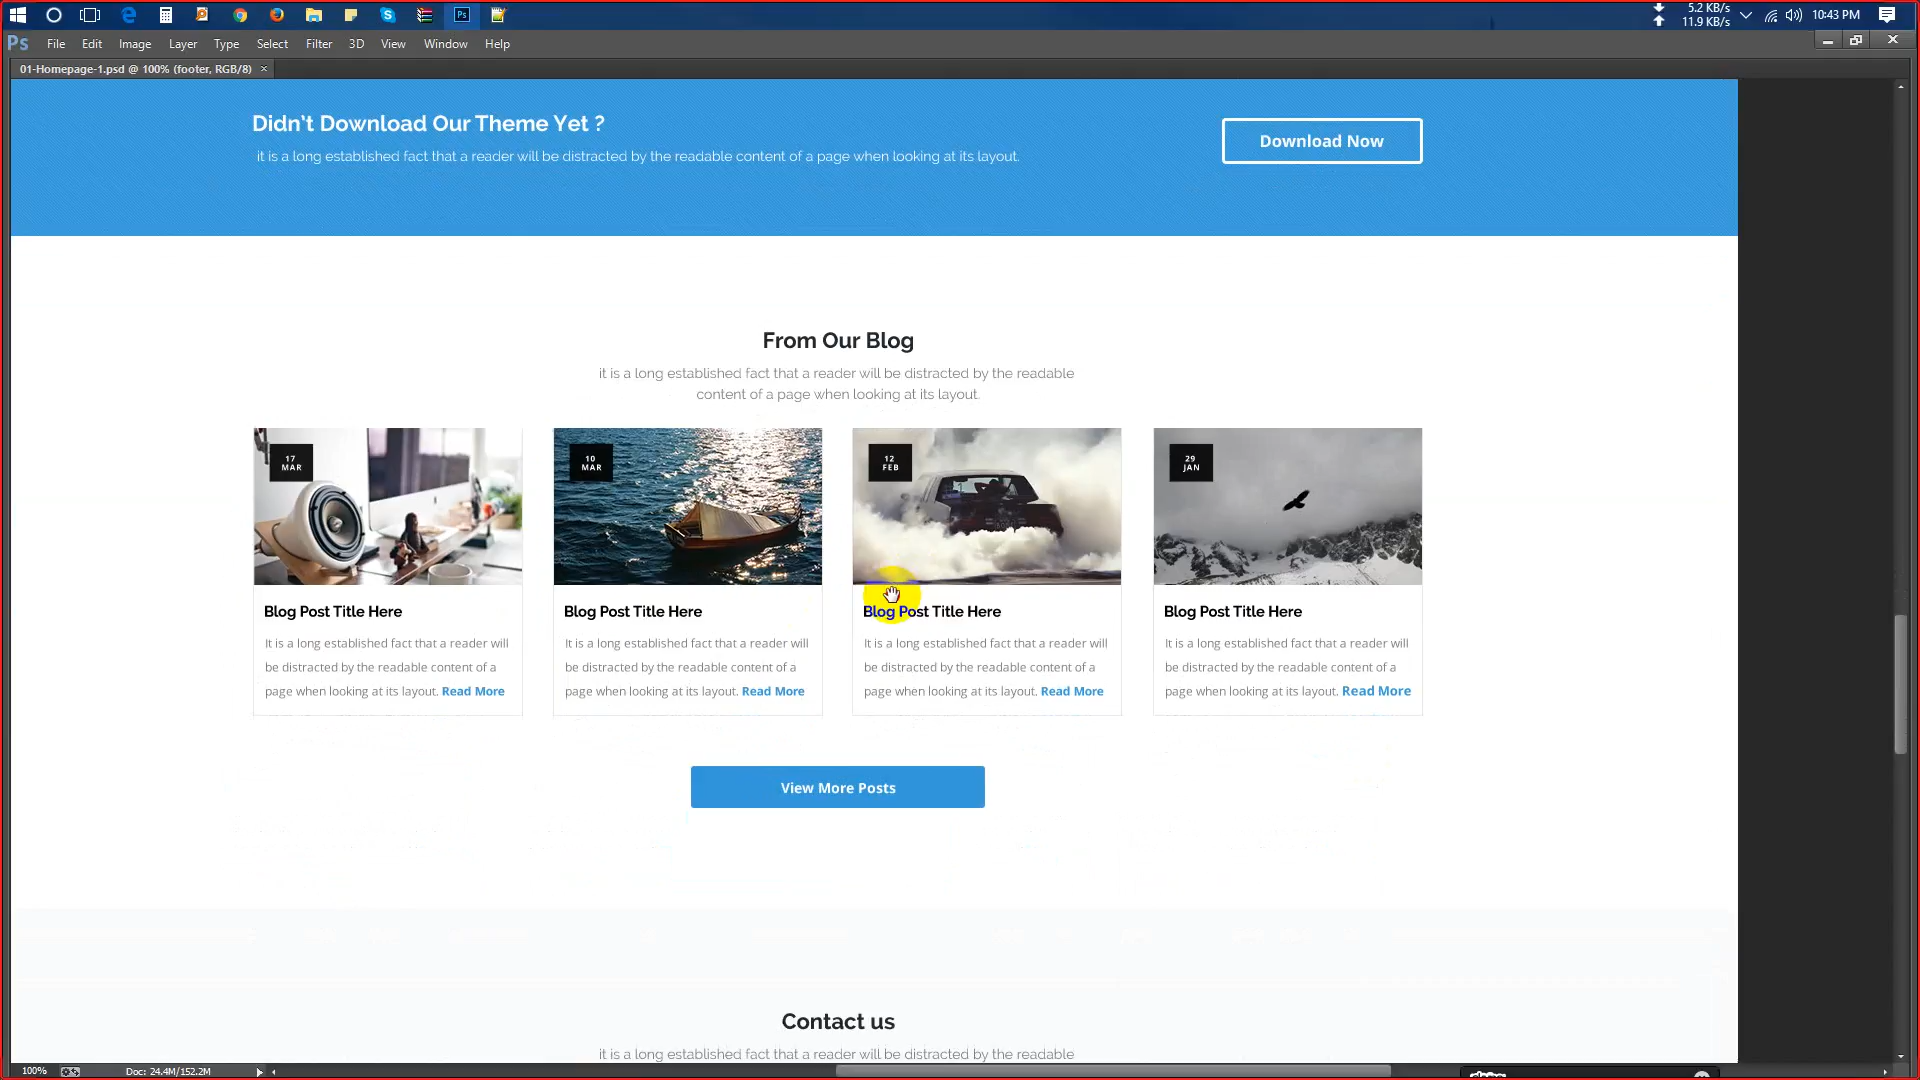 5.2 KB/s
11.9 KB/s
10:43 PM
Ps
Ps File Edit Image Layer Type Select Filter 3D View Window Help
01-Homepage-1.psd @ 100% (footer, RGB/8) ×
Didn't Download Our Theme Yet ?
it is a long established fact that a reader will be distracted by the readable content of a page when looking at its layout.
Download Now
From Our Blog
it is a long established fact that a reader will be distracted by the readable
content of a page when looking at its layout.
17
MAR
Blog Post Title Here
It is a long established fact that a reader will
be distracted by the readable content of a
page when looking at its layout. Read More
10
MAR
Blog Post Title Here
It is a long established fact that a reader will
be distracted by the readable content of a
page when looking at its layout. Read More
12
FEB
Blog Post Title Here
It is a long established fact that a reader will
be distracted by the readable content of a
page when looking at its layout. Read More
29
JAN
Blog Post Title Here
It is a long established fact that a reader will
be distracted by the readable content of a
page when looking at its layout. Read More
View More Posts
Contact us
it is a long established fact that a reader will be distracted by the readable
100%
Doc: 24.4M/152.2M